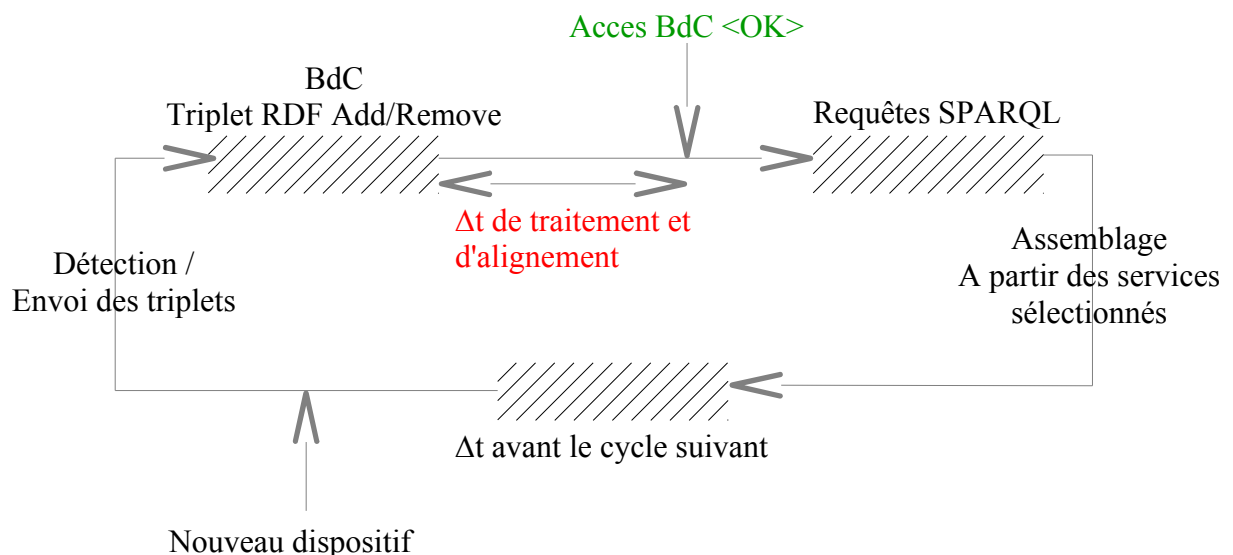 Acces BdC <OK>
BdC
Triplet RDF Add/Remove
Requêtes SPARQL
Δt de traitement et
d'alignement
Détection /
Envoi des triplets
Assemblage
A partir des services
sélectionnés
Δt avant le cycle suivant
Nouveau dispositif